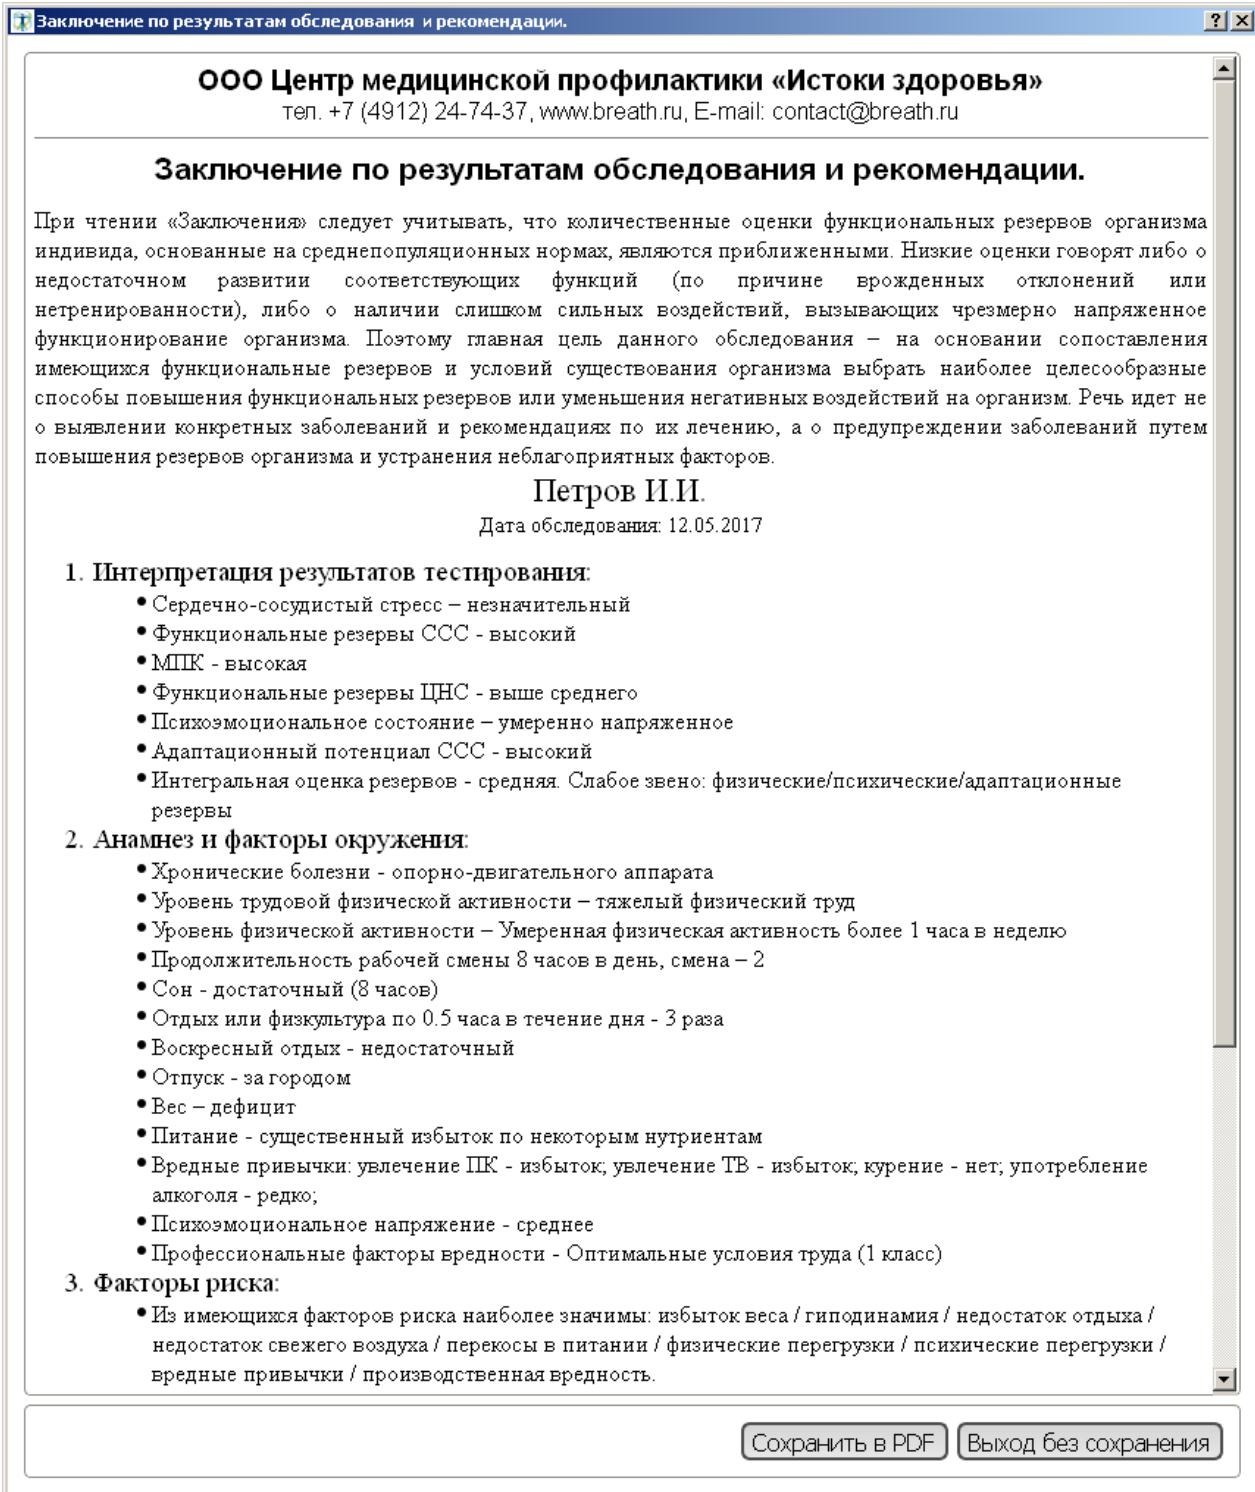 Заключение по результатам обследования и рекомендации.
ООО Центр медицинской профилактики «Истоки здоровья»
тел. +7 (4912) 24-74-37, www.breath.ru, E-mail: contact@breath.ru
Заключение по результатам обследования и рекомендации.
При чтении «Заключения» следует учитывать, что количественные оценки функциональных резервов организма
индивида, основанные на среднепопуляционных нормах, являются приближенными. Низкие оценки говорят либо о
недостаточном развитии соответствующих функций (по причине врожденных отклонений или
нетренированности), либо о наличии слишком сильных воздействий, вызывающих чрезмерно напряженное
функционирование организма. Поэтому главная цель данного обследования – на основании сопоставления
имеющихся функциональные резервов и условий существования организма выбрать наиболее целесообразные
способы повышения функциональных резервов или уменьшения негативных воздействий на организм. Речь идет не
о выявлении конкретных заболеваний и рекомендациях по их лечению, а о предупреждении заболеваний путем
повышения резервов организма и устранения неблагоприятных факторов.
Петров И.И.
Дата обследования: 12.05.2017
1. Интерпретация результатов тестирования:
• Сердечно-сосудистый стресс – незначительный
• Функциональные резервы ССС - высокий
• МПК - высокая
• Функциональные резервы ЦНС - выше среднего
• Психоэмоциональное состояние – умеренно напряженное
• Адаптационный потенциал ССС - высокий
• Интегральная оценка резервов - средняя. Слабое звено: физические/психические/адаптационные
резервы
2. Анамнез и факторы окружения:
• Хронические болезни - опорно-двигательного аппарата
• Уровень трудовой физической активности – тяжелый физический труд
• Уровень физической активности – Умеренная физическая активность более 1 часа в неделю
• Продолжительность рабочей смены 8 часов в день, смена – 2
• Сон - достаточный (8 часов)
• Отдых или физкультура по 0.5 часа в течение дня - 3 раза
• Воскресный отдых - недостаточный
• Отпуск - за городом
• Вес – дефицит
• Питание - существенный избыток по некоторым нутриентам
• Вредные привычки: увлечение ПК - избыток; увлечение ТВ - избыток; курение - нет; употребление
алкоголя - редко;
• Психоэмоциональное напряжение - среднее
• Профессиональные факторы вредности - Оптимальные условия труда (1 класс)
3. Факторы риска:
• Из имеющихся факторов риска наиболее значимы: избыток веса / гиподинамия / недостаток отдыха /
недостаток свежего воздуха / перекосы в питании / физические перегрузки / психические перегрузки /
вредные привычки / производственная вредность.
Сохранить в PDF
Выход без сохранения